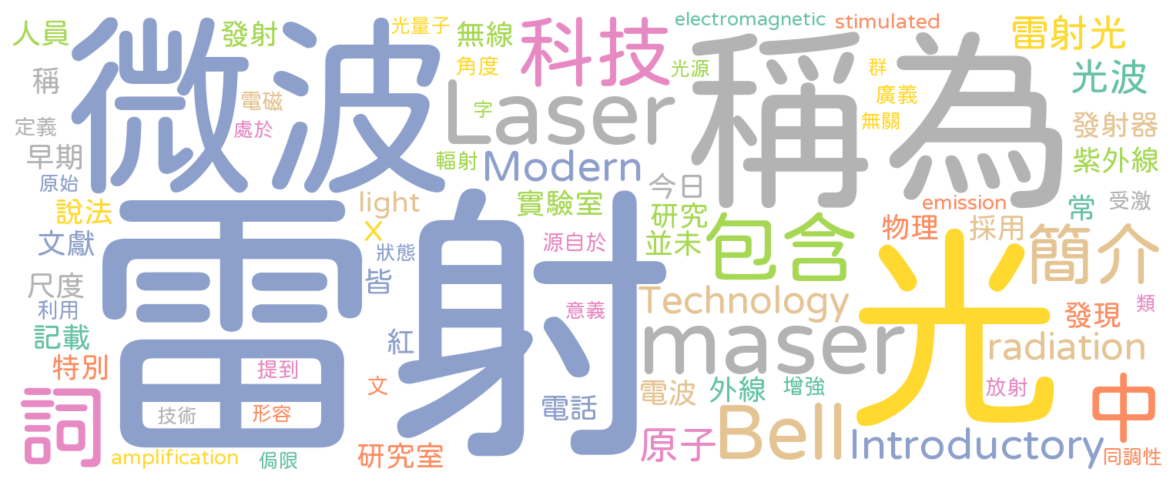 人員
發射
光量子
無線
科技
electromagnetic
stimulated
雷射光
微波
稱
電磁
處於
角度
字
光源
Laser
稱為
群
廣義
無關
光波
發射器
定義
早期
原始
輻射
Modern
今日
紫外線
說法
文獻
light
X
狀態
實驗室
源自於
研究
並未
包含
emission
物理
採用
常
受激
簡介
雷射
尺度
利用
記載
特別
皆
紅
意義
Technology
maser
光
發現
類
radiation
放射
詞
提到
技術
形容
文
電話
電波
外線
增強
中
amplification
侷限
研究室
原子
Bell
Introductory
同調性